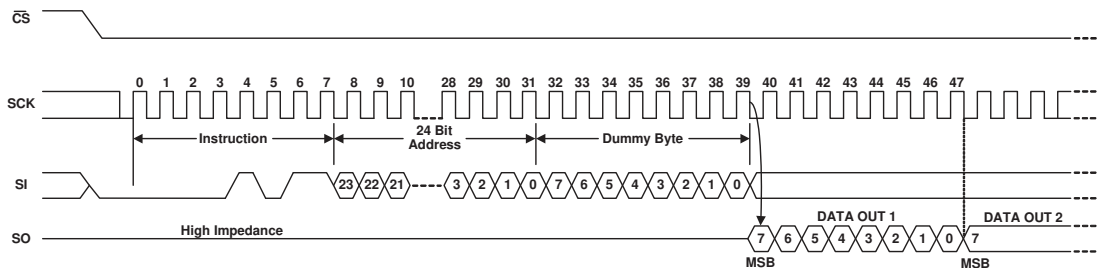 CS
0 1 2 3 4 5 6 7 8 9 10 28 29 30 31 32 33 34 35 36 37 38 39 40 41 42 43 44 45 46 47
SCK
Instruction
24 Bit
Address
Dummy Byte
SI
23 22 21 3 2 1 0 7 6 5 4 3 2 1 0
DATA OUT 1 DATA OUT 2
SO
High Impedance
7 6 5 4 3 2 1 0 7
MSB MSB